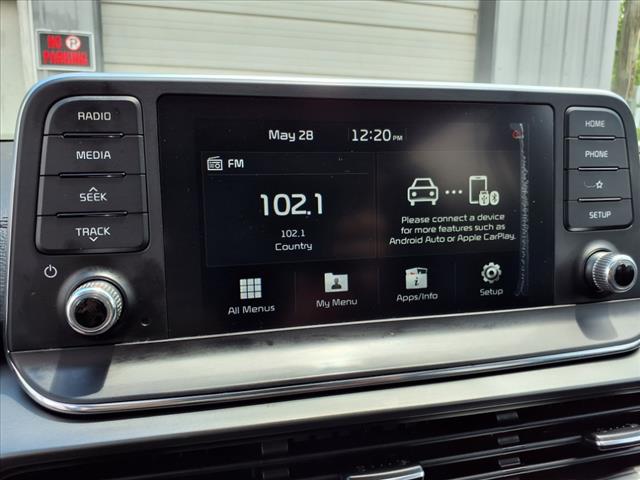 NO P
PARKING
RADIO
MEDIA
SEEK
TRACK
May 28 12:20 PM
FM
102.1
102.1
Country
Please connect a device
for more features such as
Android Auto or Apple CarPlay.
All Menus
My Menu
Apps/Info
Setup
HOME
PHONE
SETUP